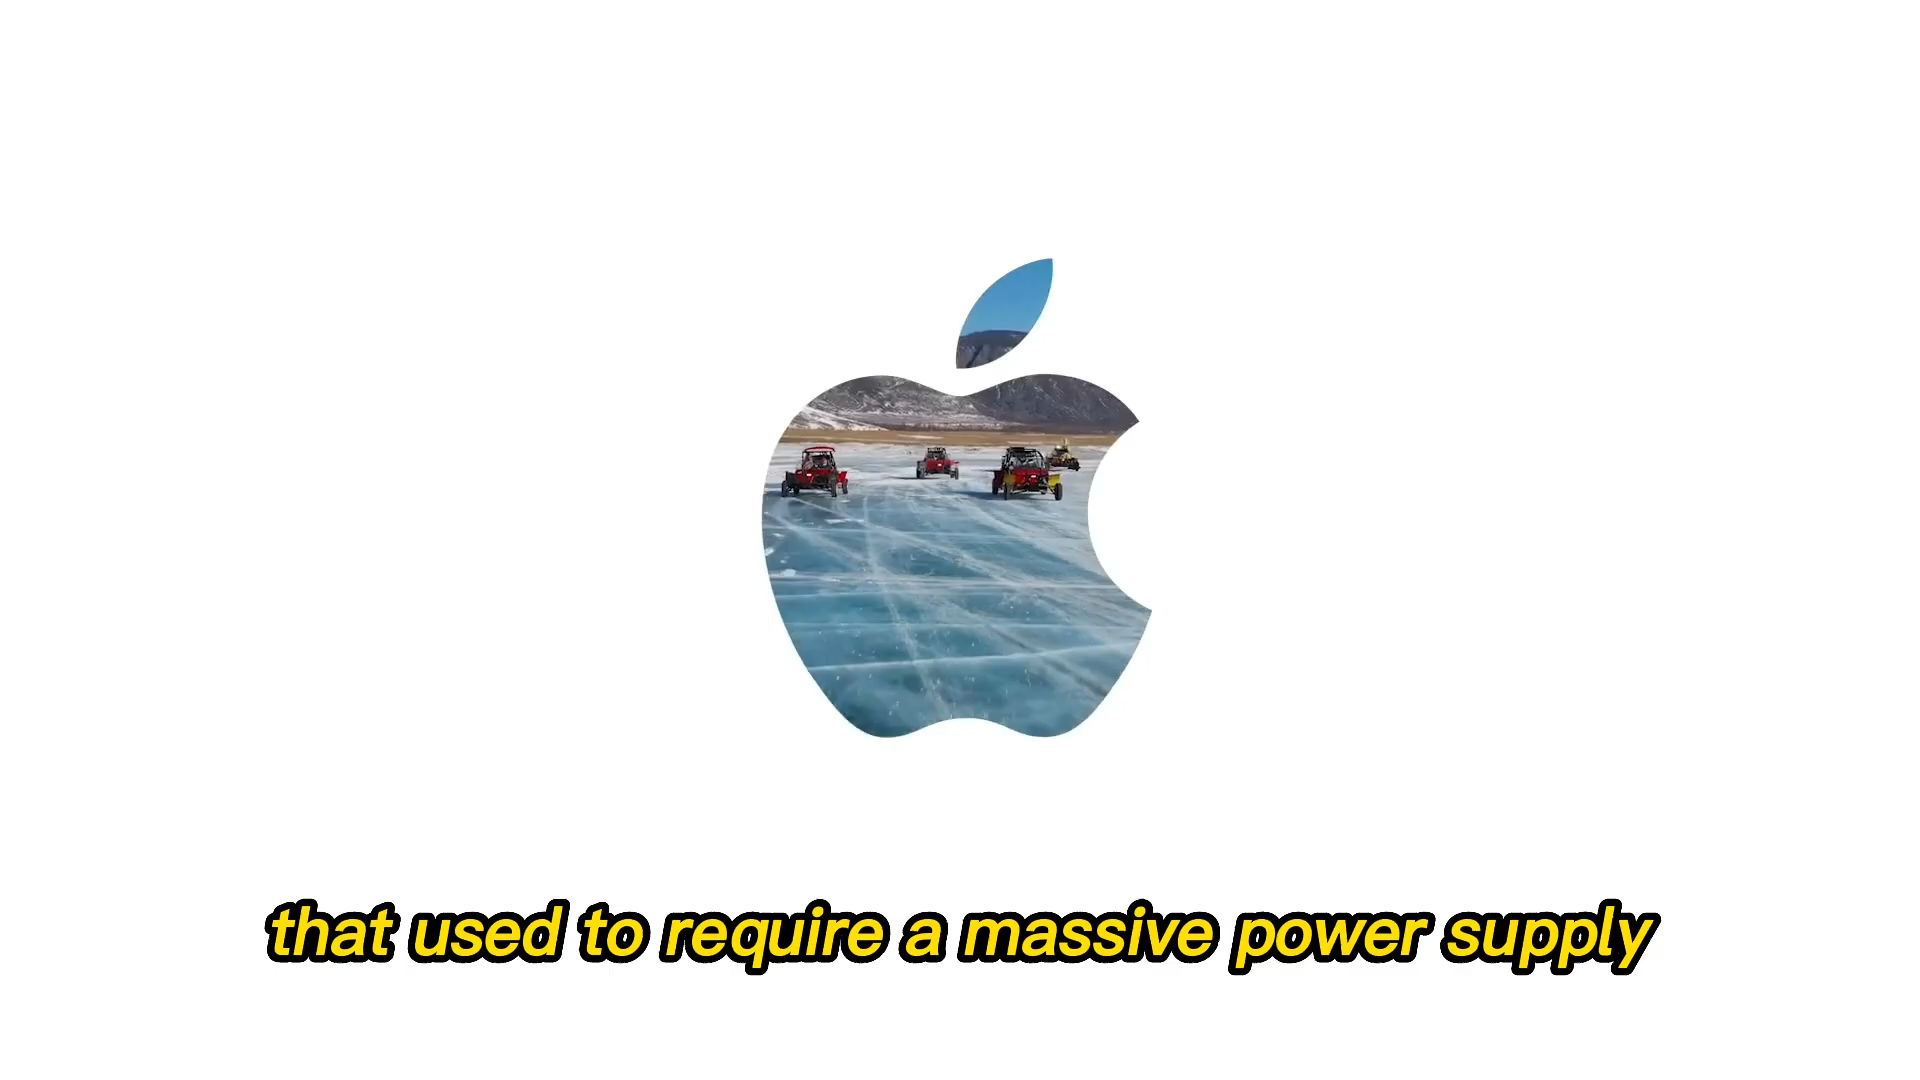 that used to require a massive power supply